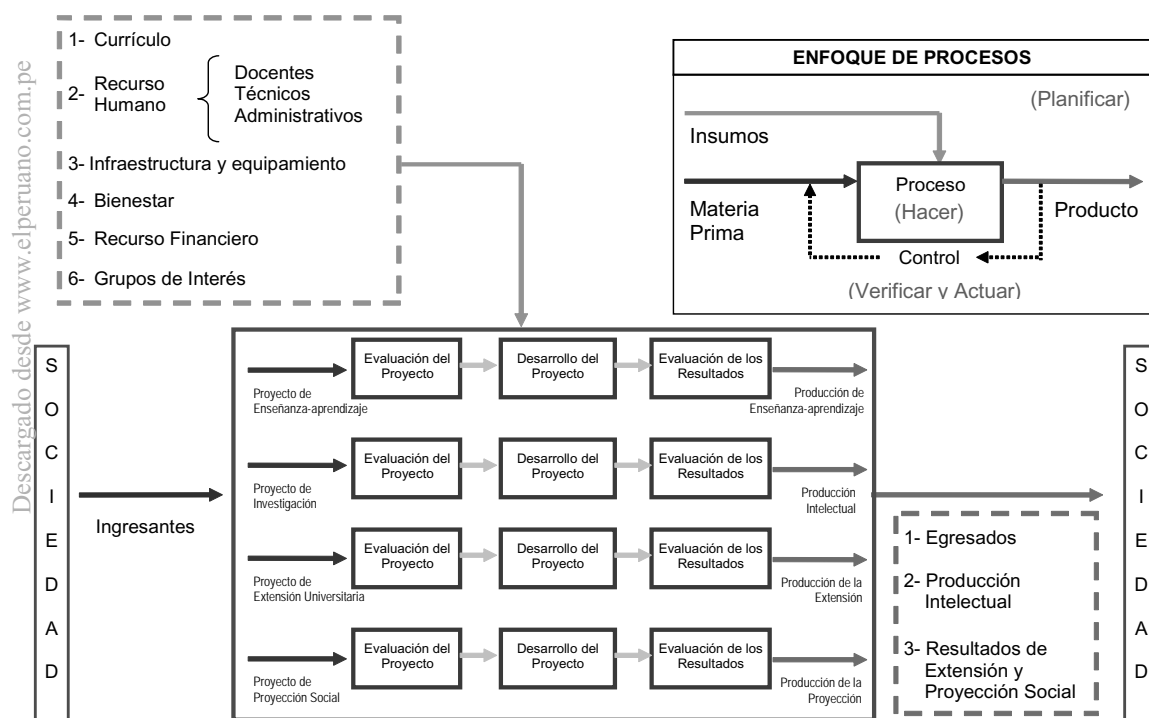 Descargado desde www.elperuano.com.pe
1- Currículo
2- Recurso
Humano
Docentes
Técnicos
Administrativos
3- Infraestructura y equipamiento
4- Bienestar
5- Recurso Financiero
6- Grupos de Interés
ENFOQUE DE PROCESOS
(Planificar)
Insumos
Proceso
(Hacer)
Materia
Prima
Producto
Control
(Verificar y Actuar)
SOCIEDAD
Ingresantes
Proyecto de
Enseñanza-aprendizaje
Evaluación del
Proyecto
Desarrollo del
Proyecto
Evaluación de los
Resultados
Producción de
Enseñanza-aprendizaje
Proyecto de
Investigación
Evaluación del
Proyecto
Desarrollo del
Proyecto
Evaluación de los
Resultados
Producción
Intelectual
Proyecto de
Extensión Universitaria
Evaluación del
Proyecto
Desarrollo del
Proyecto
Evaluación de los
Resultados
Producción de la
Extensión
Proyecto de
Proyección Social
Evaluación del
Proyecto
Desarrollo del
Proyecto
Evaluación de los
Resultados
Producción de la
Proyección
1- Egresados
2- Producción
Intelectual
3- Resultados de
Extensión y
Proyección Social
SOCIEDAD